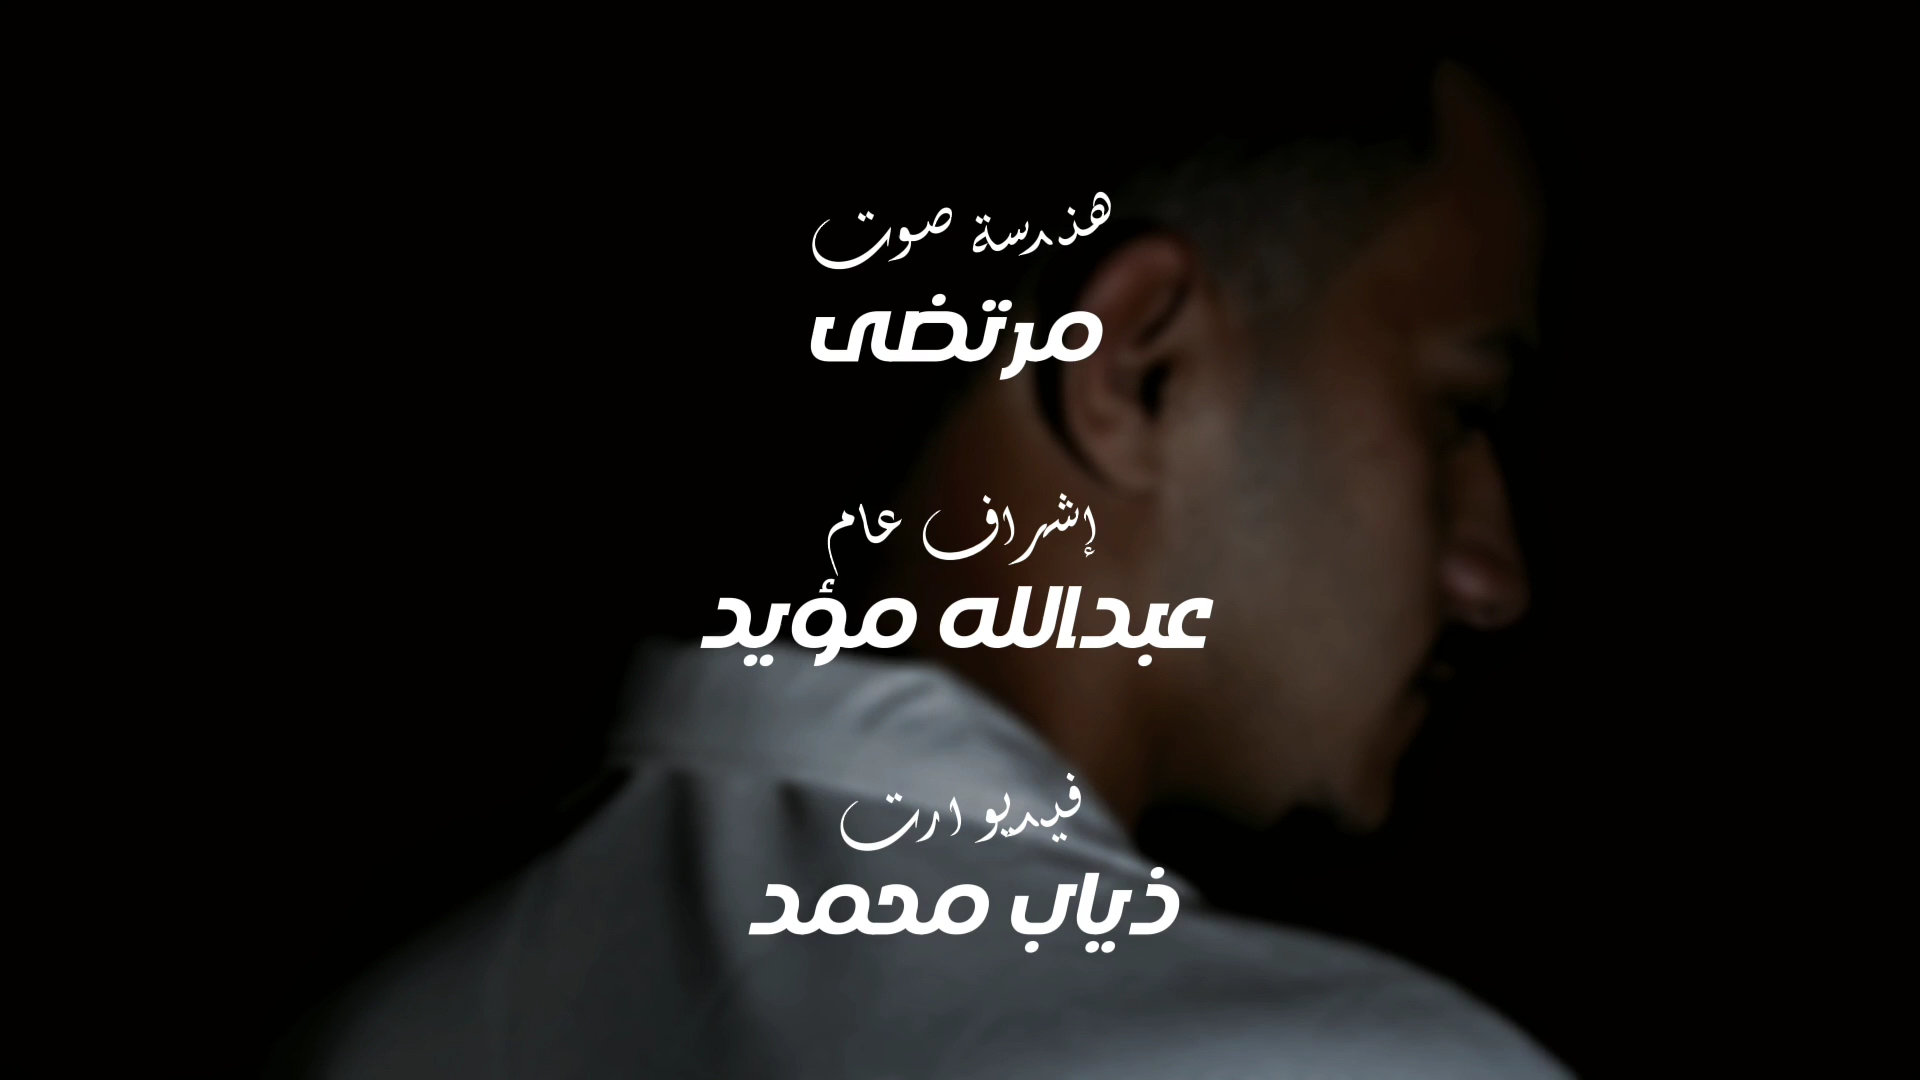 هندسة صوت
مرتضى
إشراف عام
عبدالله مؤيد
فيديو ارت
ذياب محمد